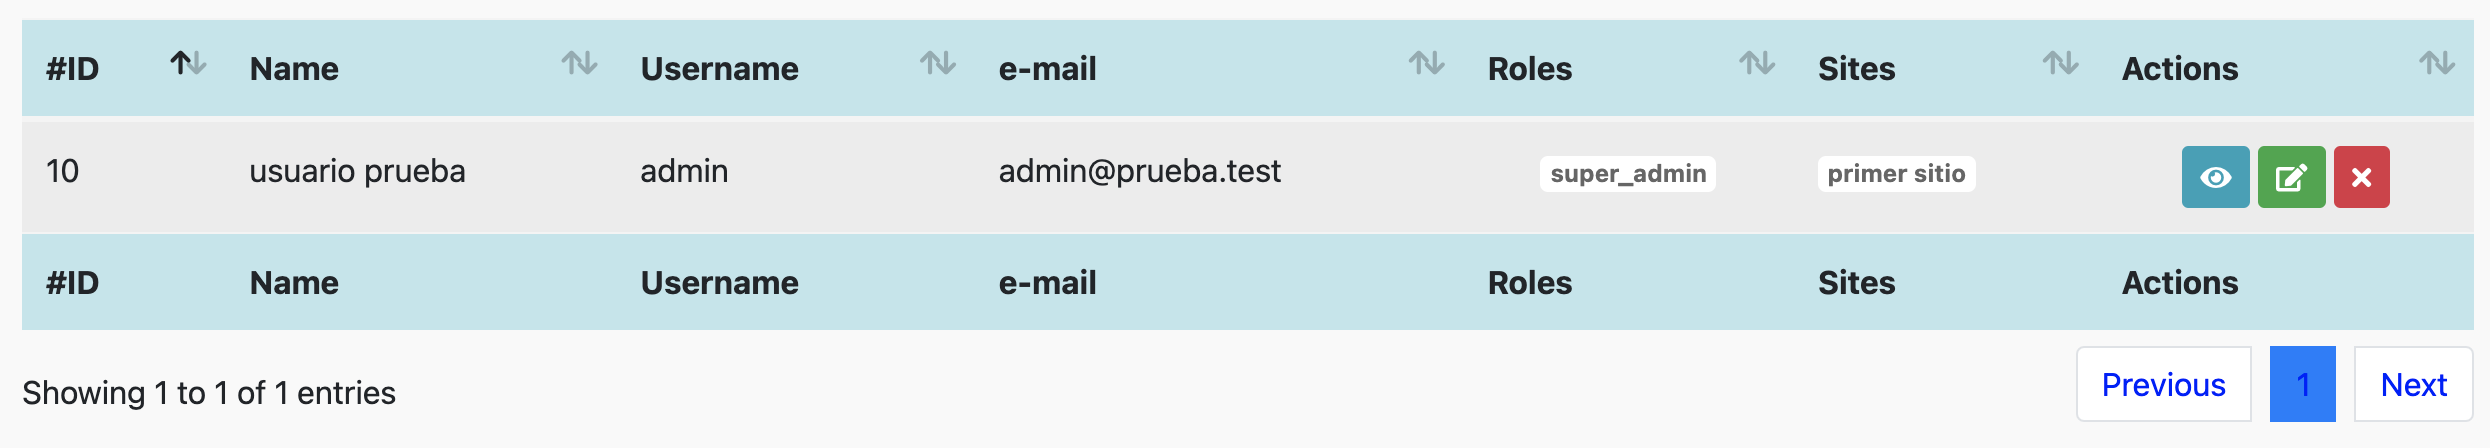 #ID Name Username e-mail Roles Sites Actions
10 usuario prueba admin admin@prueba.test super_admin primer sitio
#ID Name Username e-mail Roles Sites Actions
Showing 1 to 1 of 1 entries Previous 1 Next